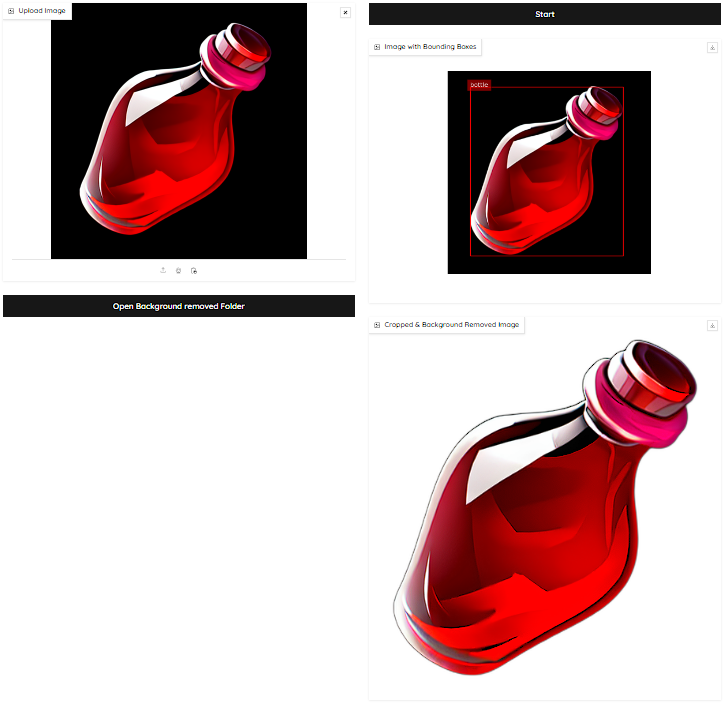 Upload Image
Open Background removed Folder
Start
Image with Bounding Boxes
bottle
Cropped & Background Removed Image